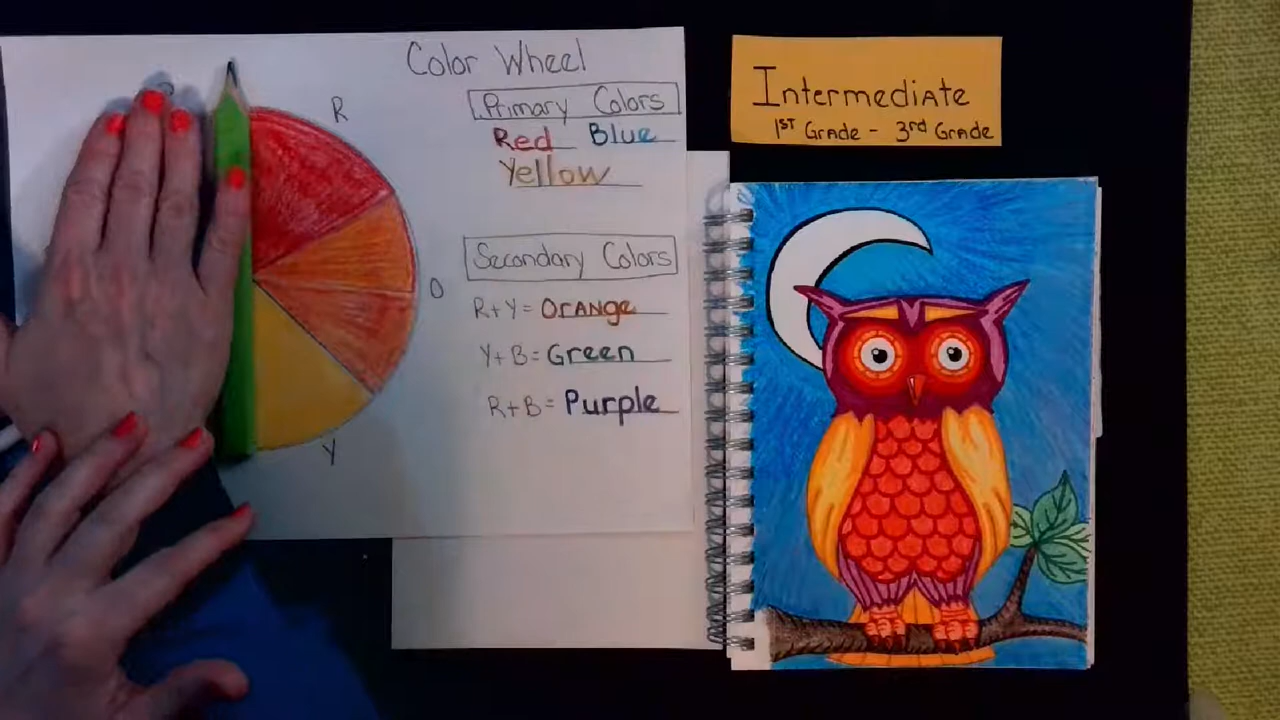 Color Wheel
Primary Colors
Red Blue
Yellow
Secondary Colors
R+Y= Orange
Y+B= Green
R+B= Purple
R
O
Y
Intermediate
1st Grade - 3rd Grade